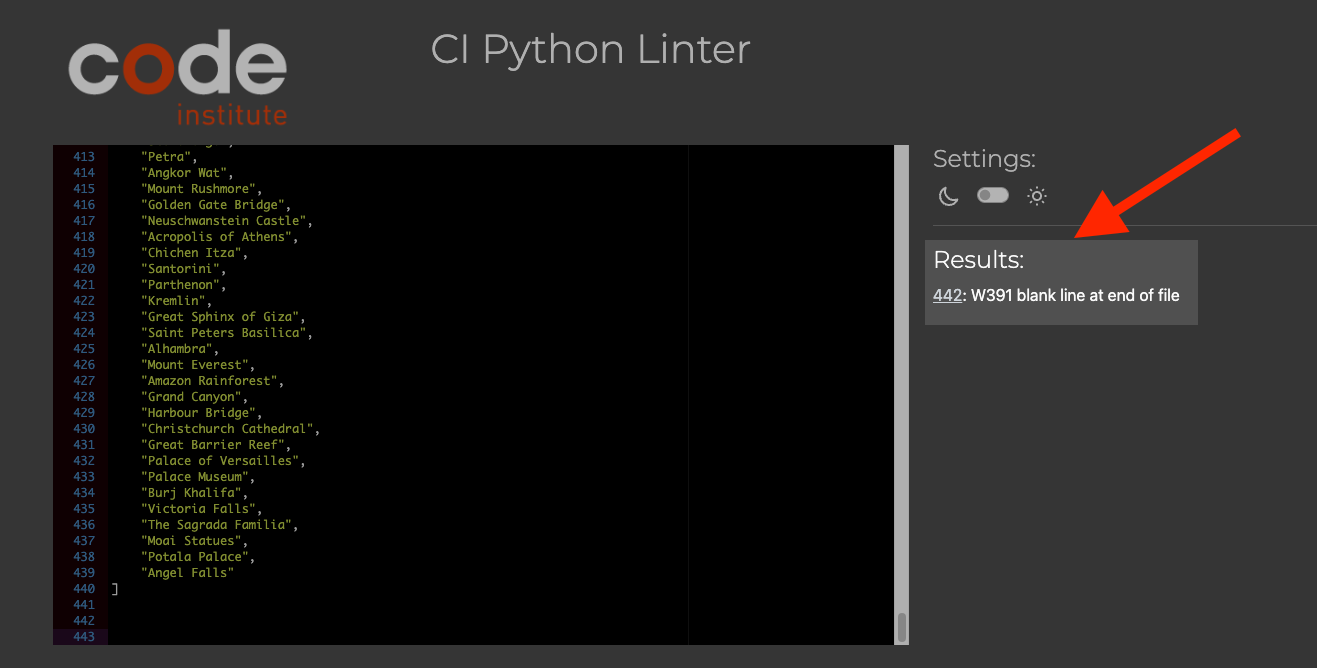 code
institute
CI Python Linter
413 "Petra",
414 "Angkor Wat",
415 "Mount Rushmore",
416 "Golden Gate Bridge",
417 "Neuschwanstein Castle",
418 "Acropolis of Athens",
419 "Chichen Itza",
420 "Santorini",
421 "Parthenon",
422 "Kremlin",
423 "Great Sphinx of Giza",
424 "Saint Peters Basilica",
425 "Alhambra",
426 "Mount Everest",
427 "Amazon Rainforest",
428 "Grand Canyon",
429 "Harbour Bridge",
430 "Christchurch Cathedral",
431 "Great Barrier Reef",
432 "Palace of Versailles",
433 "Palace Museum",
434 "Burj Khalifa",
435 "Victoria Falls",
436 "The Sagrada Familia",
437 "Moai Statues",
438 "Potala Palace",
439 "Angel Falls"
440 ]
441
442
443
Settings:
Results:
442: W391 blank line at end of file